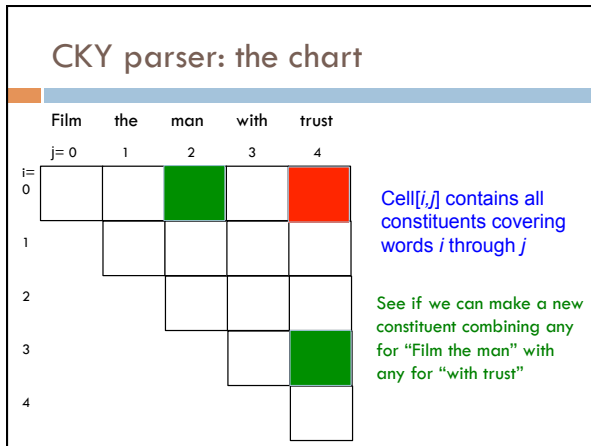 CKY parser: the chart
Film the man with trust
j= 0 1 2 3 4
i=
0
1
2
3
4
Cell[i,j] contains all
constituents covering
words i through j
See if we can make a new
constituent combining any
for “Film the man” with
any for “with trust”